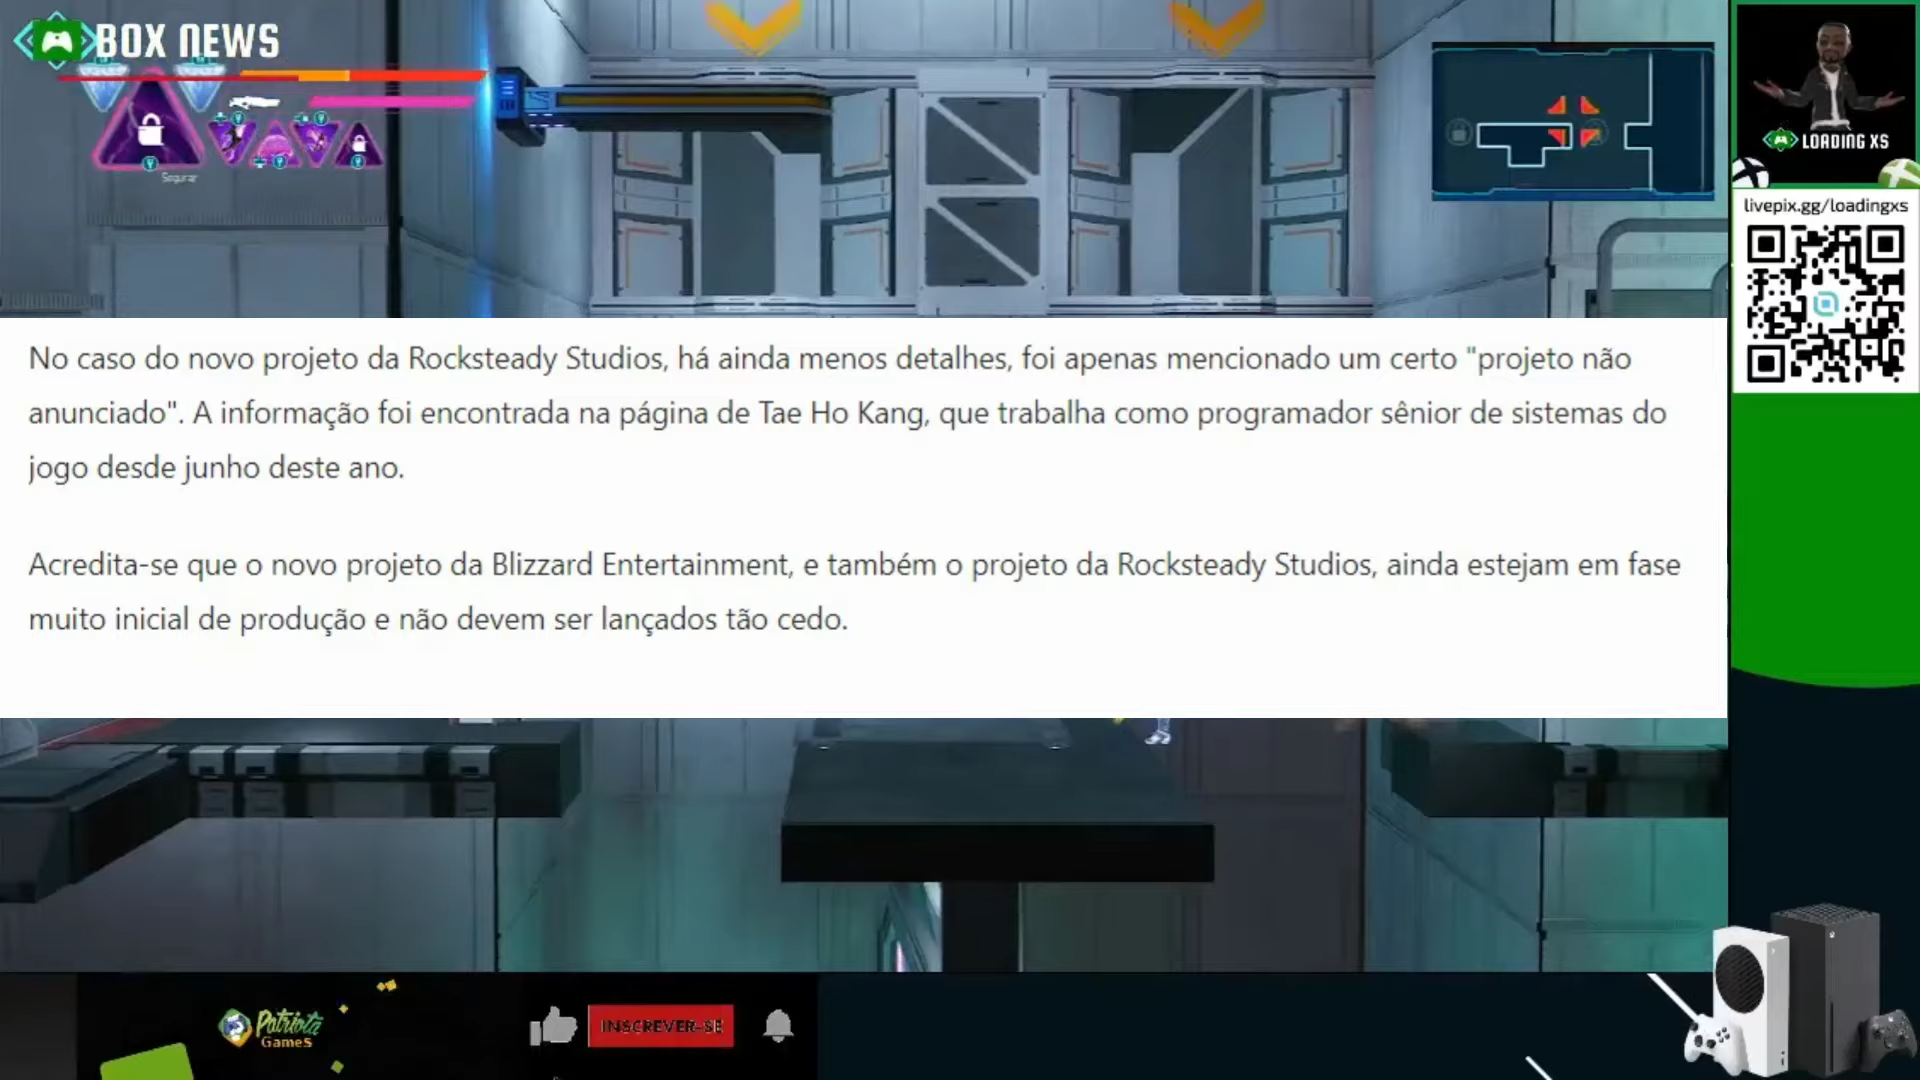 BOX NEWS
Segurar
LOADING XS
livepix.gg/loadingxs
No caso do novo projeto da Rocksteady Studios, há ainda menos detalhes, foi apenas mencionado um certo "projeto não
anunciado". A informação foi encontrada na página de Tae Ho Kang, que trabalha como programador sênior de sistemas do
jogo desde junho deste ano.
Acredita-se que o novo projeto da Blizzard Entertainment, e também o projeto da Rocksteady Studios, ainda estejam em fase
muito inicial de produção e não devem ser lançados tão cedo.
Patriota
Games
INSCREVER-SE